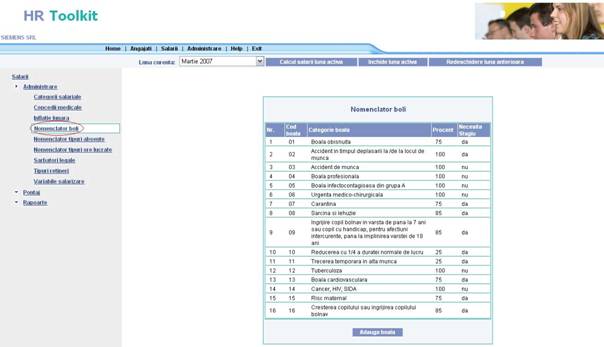 HR Toolkit
SIEMENS SRL
Home | Angajati | Salarii | Administrare | Help | Exit
Luna curenta: Martie 2007 Calcul salarii luna activa Inchide luna activa Redeschidere luna anterioara
Salarii
Administrare
Categorii salariale
Concedii medicale
Inflatie lunara
Nomenclator boli
Nomenclator tipuri absente
Nomenclator tipuri ore lucrate
Sarbatori legale
Tipuri retineri
Variabile salarizare
Pontaj
Rapoarte
Nomenclator boli
Nr. Cod boala Categorie boala Procent Necesita Stagiu
1 01 Boala obisnuita 75 da
2 02 Accident in timpul deplasarii la /de la locul de
munca 100 da
3 03 Accident de munca 100 nu
4 04 Boala profesionala 100 nu
5 05 Boala infectocontagioasa din grupa A 100 nu
6 06 Urgenta medico-chirurgicala 100 nu
7 07 Carantina 75 da
8 08 Sarcina si lehuzie 85 da
9 09 Ingrijire copil bolnav in varsta de pana la 7 ani
sau copil cu handicap, pentru afectiuni
intercurente, pana la implinirea varstei de 18
ani 85 da
10 10 Reducerea cu 1/4 a duratei normale de lucru 25 da
11 11 Trecerea temporara in alta munca 25 da
12 12 Tuberculoza 100 nu
13 13 Boala cardiovasculara 75 da
14 14 Cancer, HIV, SIDA 100 nu
15 15 Risc maternal 75 da
16 16 Cresterea copilului sau ingrijirea copilului
bolnav 85 da
Adauga boala